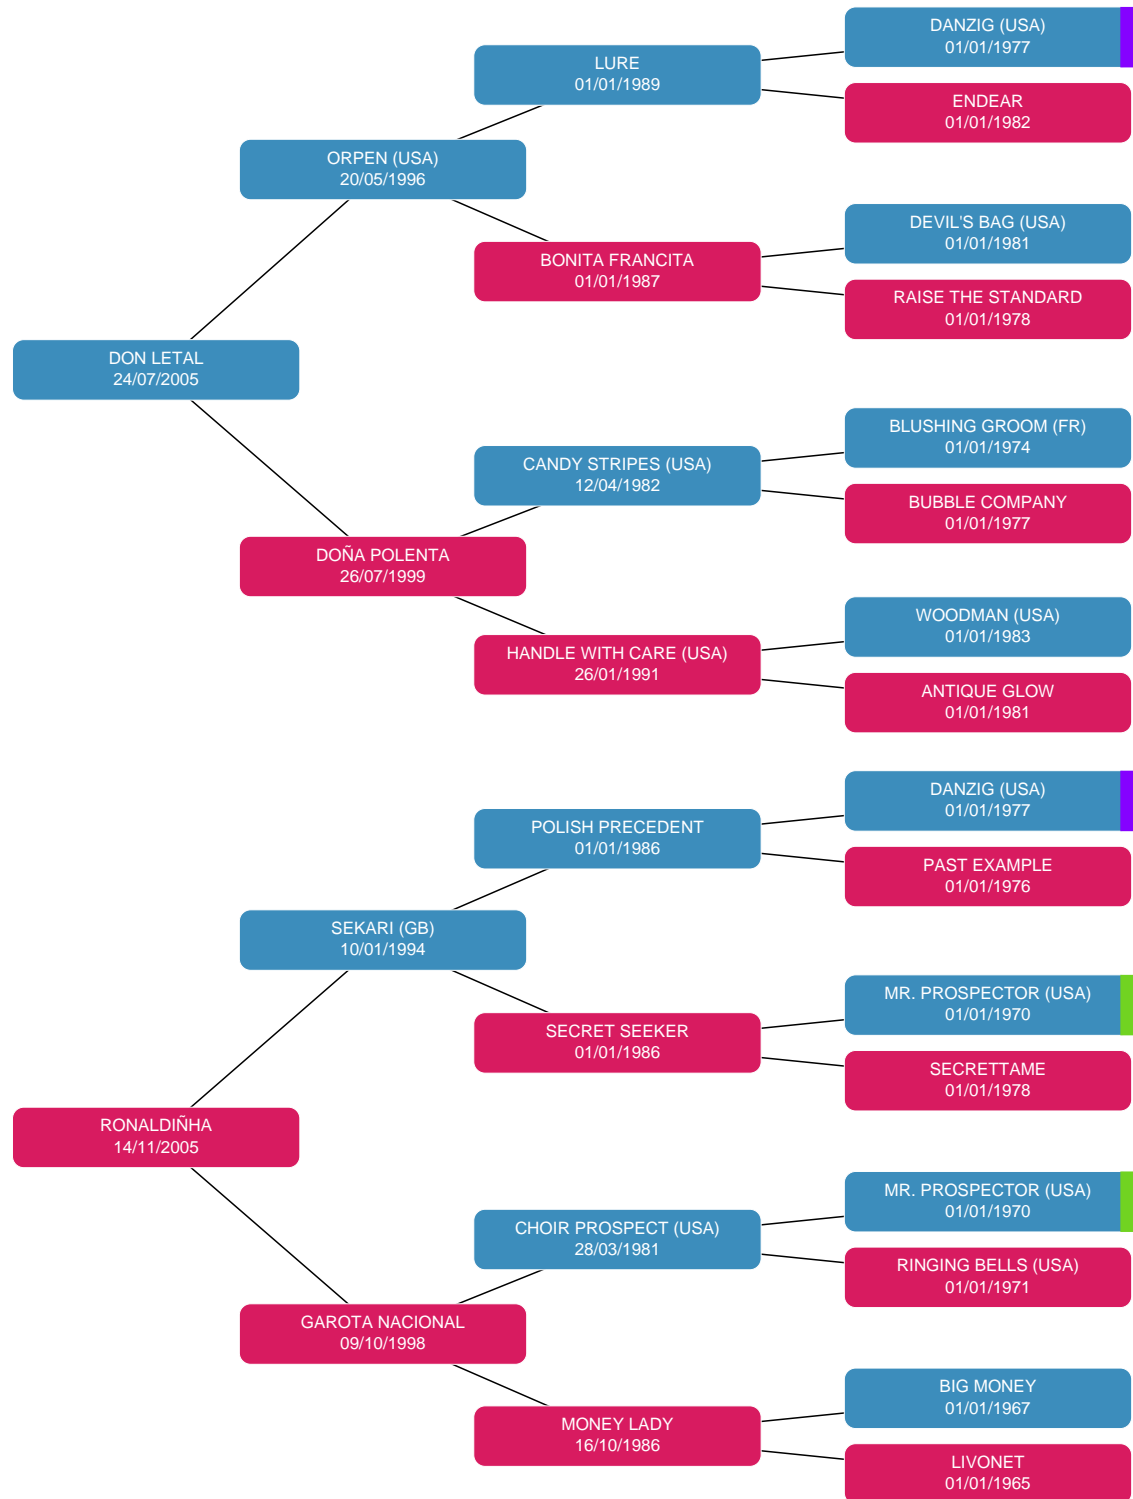 DANZIG (USA)
01/01/1977
LURE
01/01/1989
ENDEAR
01/01/1982
ORPEN (USA)
20/05/1996
DEVIL'S BAG (USA)
01/01/1981
BONITA FRANCITA
01/01/1987
RAISE THE STANDARD
01/01/1978
DON LETAL
24/07/2005
BLUSHING GROOM (FR)
01/01/1974
CANDY STRIPES (USA)
12/04/1982
BUBBLE COMPANY
01/01/1977
DOÑA POLENTA
26/07/1999
WOODMAN (USA)
01/01/1983
HANDLE WITH CARE (USA)
26/01/1991
ANTIQUE GLOW
01/01/1981
DANZIG (USA)
01/01/1977
POLISH PRECEDENT
01/01/1986
PAST EXAMPLE
01/01/1976
SEKARI (GB)
10/01/1994
MR. PROSPECTOR (USA)
01/01/1970
SECRET SEEKER
01/01/1986
SECRETTAME
01/01/1978
RONALDIÑHA
14/11/2005
MR. PROSPECTOR (USA)
01/01/1970
CHOIR PROSPECT (USA)
28/03/1981
RINGING BELLS (USA)
01/01/1971
GAROTA NACIONAL
09/10/1998
BIG MONEY
01/01/1967
MONEY LADY
16/10/1986
LIVONET
01/01/1965